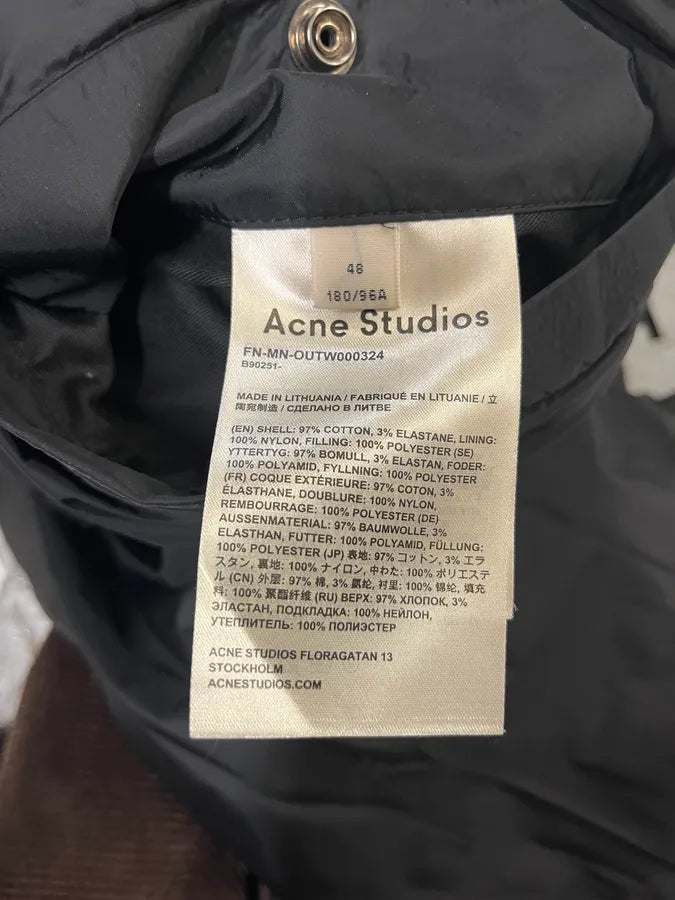 48
180/96A
Acne Studios
FN-MN-OUTW000324
B90251-
MADE IN LITHUANIA / FABRIQUÉ EN LITUANIE / 立
陶宛制造 / СДЕЛАНО В ЛИТВЕ
(EN) SHELL: 97% COTTON, 3% ELASTANE, LINING:
100% NYLON, FILLING: 100% POLYESTER (SE)
YTTERTYG: 97% BOMULL, 3% ELASTAN, FODER:
100% POLYAMID, FYLLNING: 100% POLYESTER
(FR) COQUE EXTÉRIEURE: 97% COTON, 3%
ÉLASTHANE, DOUBLURE: 100% NYLON,
REMBOURRAGE: 100% POLYESTER (DE)
AUSSENMATERIAL: 97% BAUMWOLLE, 3%
ELASTHAN, FUTTER: 100% POLYAMID, FÜLLUNG:
100% POLYESTER (JP) 表地: 97% コットン, 3% エラ
スタン, 裏地: 100% ナイロン, 中わた: 100% ポリエステ
ル (CN) 外层: 97% 棉, 3% 氨纶, 衬里: 100% 锦纶, 填充
料: 100% 聚酯纤维 (RU) ВЕРХ: 97% ХЛОПОК, 3%
ЭЛАСТАН, ПОДКЛАДКА: 100% НЕЙЛОН,
УТЕПЛИТЕЛЬ: 100% ПОЛИЭСТЕР
ACNE STUDIOS FLORAGATAN 13
STOCKHOLM
ACNESTUDIOS.COM